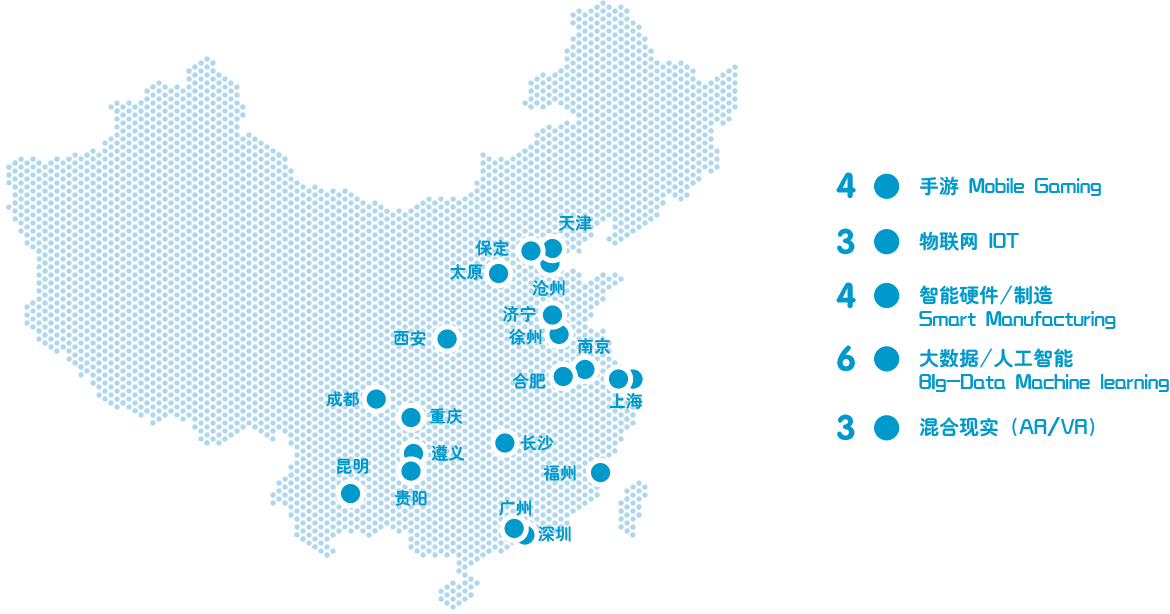 天津
保定
太原
沧州
济宁
徐州
西安
南京
合肥
上海
成都
重庆
遵义
长沙
昆明
福州
贵阳
广州
深圳
4 手游 Mobile Gaming
3 物联网 IOT
4 智能硬件/制造
Smart Manufacturing
6 大数据/人工智能
BIg-Data Machine learning
3 混合现实（AR/VR）